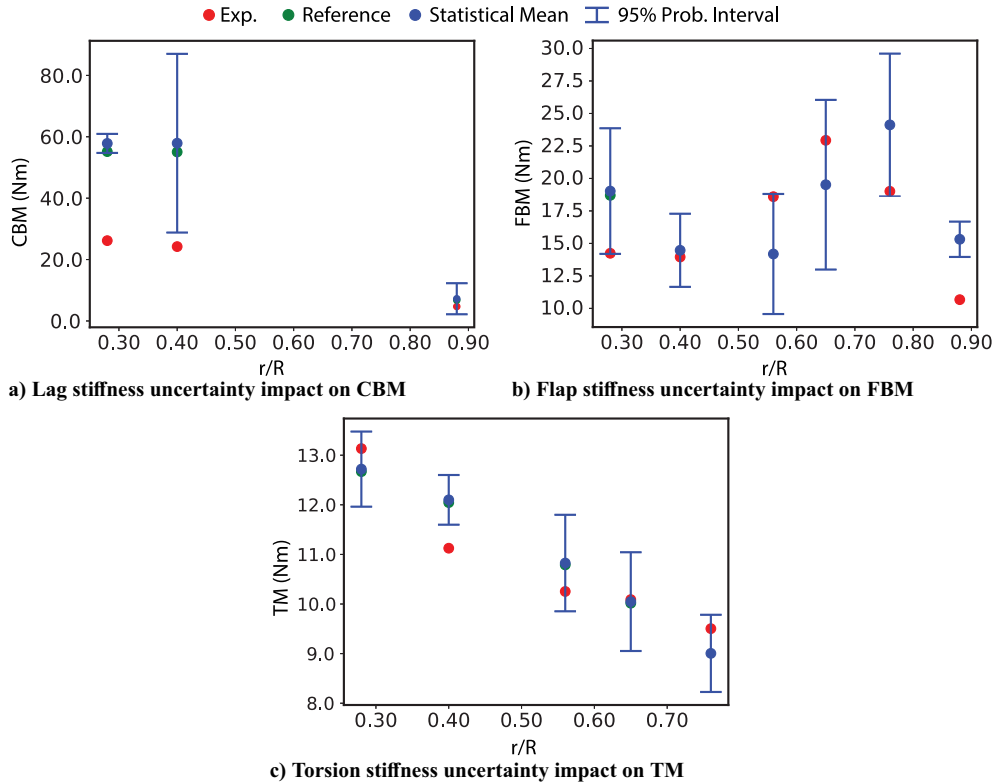 Exp. Reference Statistical Mean 95% Prob. Interval
80.0
60.0
40.0
20.0
0.0
CBM (Nm)
0.30 0.40 0.50 0.60 0.70 0.80 0.90
r/R
a) Lag stiffness uncertainty impact on CBM
30.0
27.5
25.0
22.5
20.0
17.5
15.0
12.5
10.0
FBM (Nm)
0.30 0.40 0.50 0.60 0.70 0.80 0.90
r/R
b) Flap stiffness uncertainty impact on FBM
13.0
12.0
11.0
10.0
9.0
8.0
TM (Nm)
0.30 0.40 0.50 0.60 0.70
r/R
c) Torsion stiffness uncertainty impact on TM